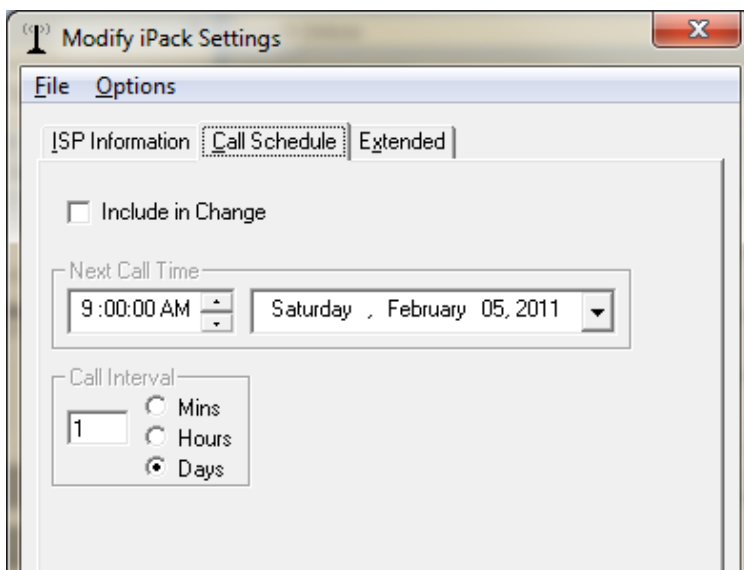 Modify iPack Settings
File Options
ISP Information Call Schedule Extended
Include in Change
Next Call Time
9:00:00 AM Saturday , February 05, 2011
Call Interval
1
Mins
Hours
Days